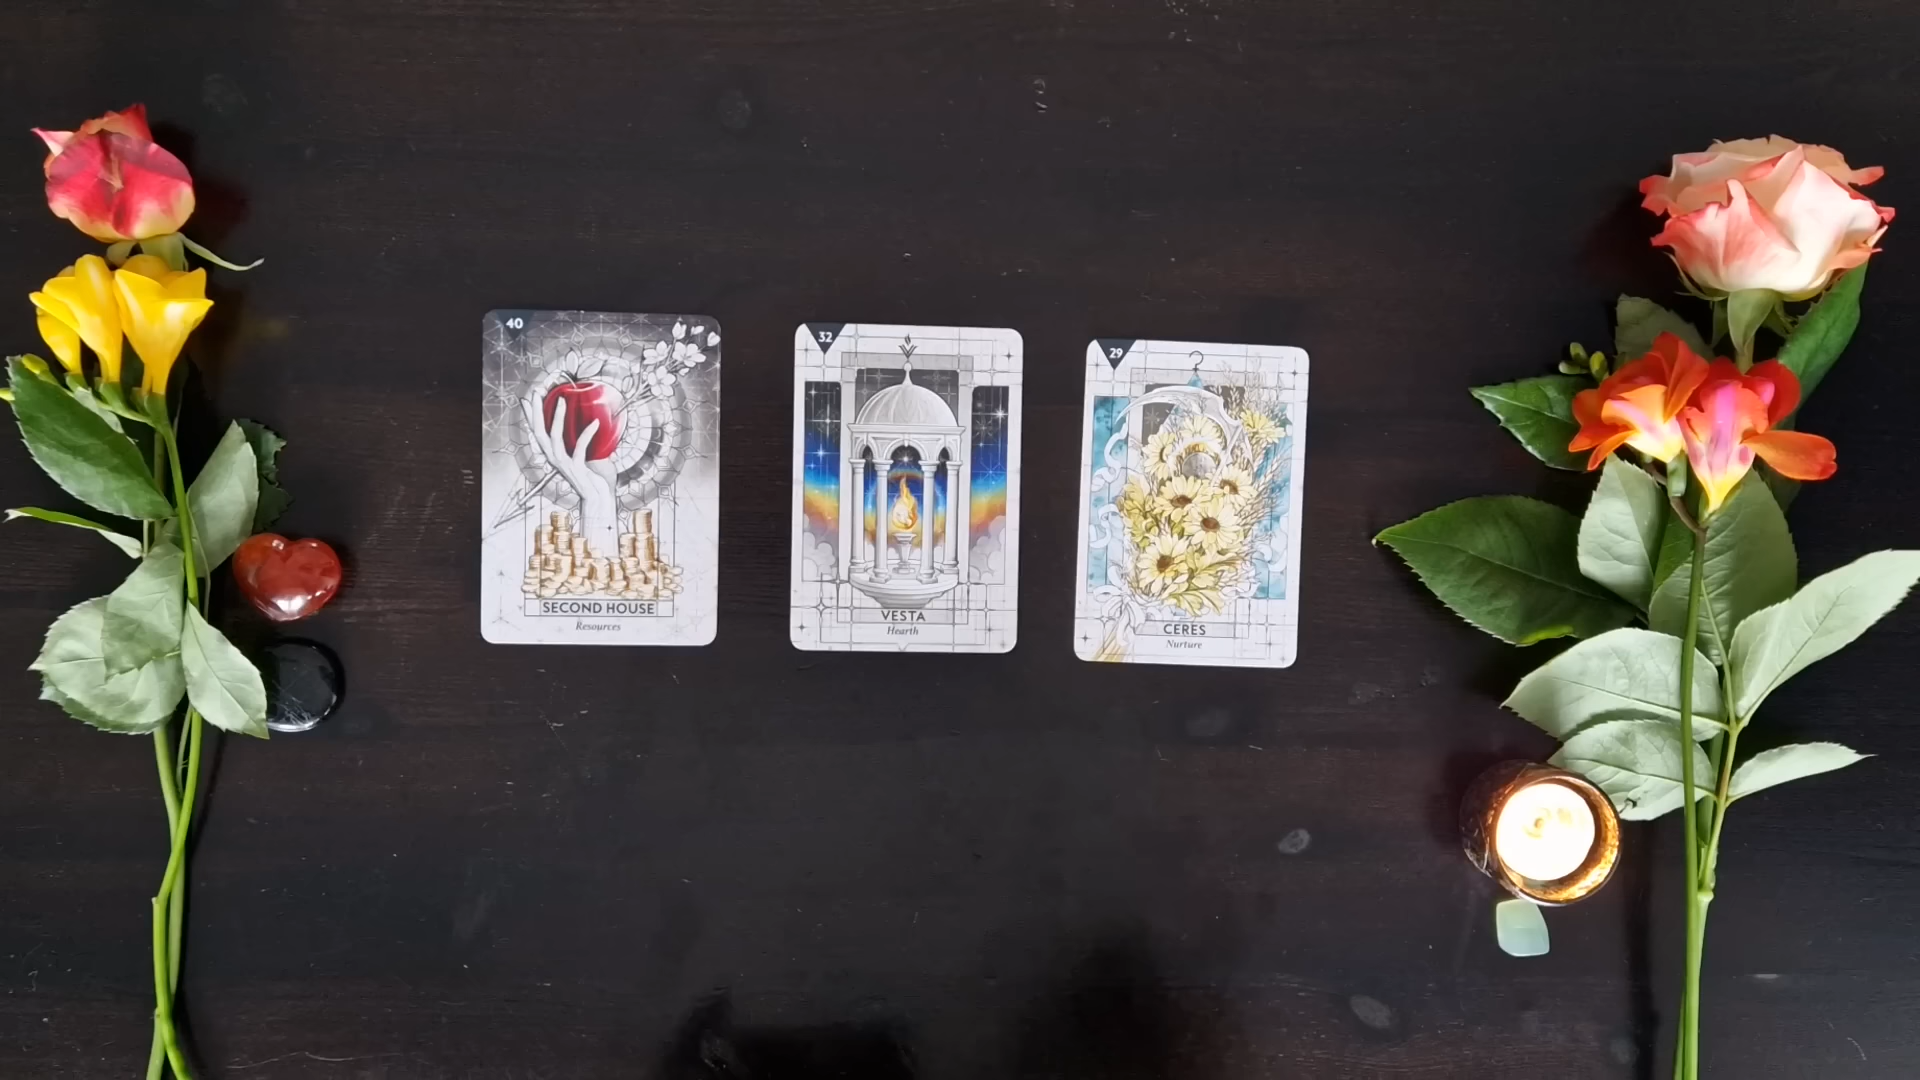 40
SECOND HOUSE
Resources
32
VESTA
Hearth
29
CERES
Nurture